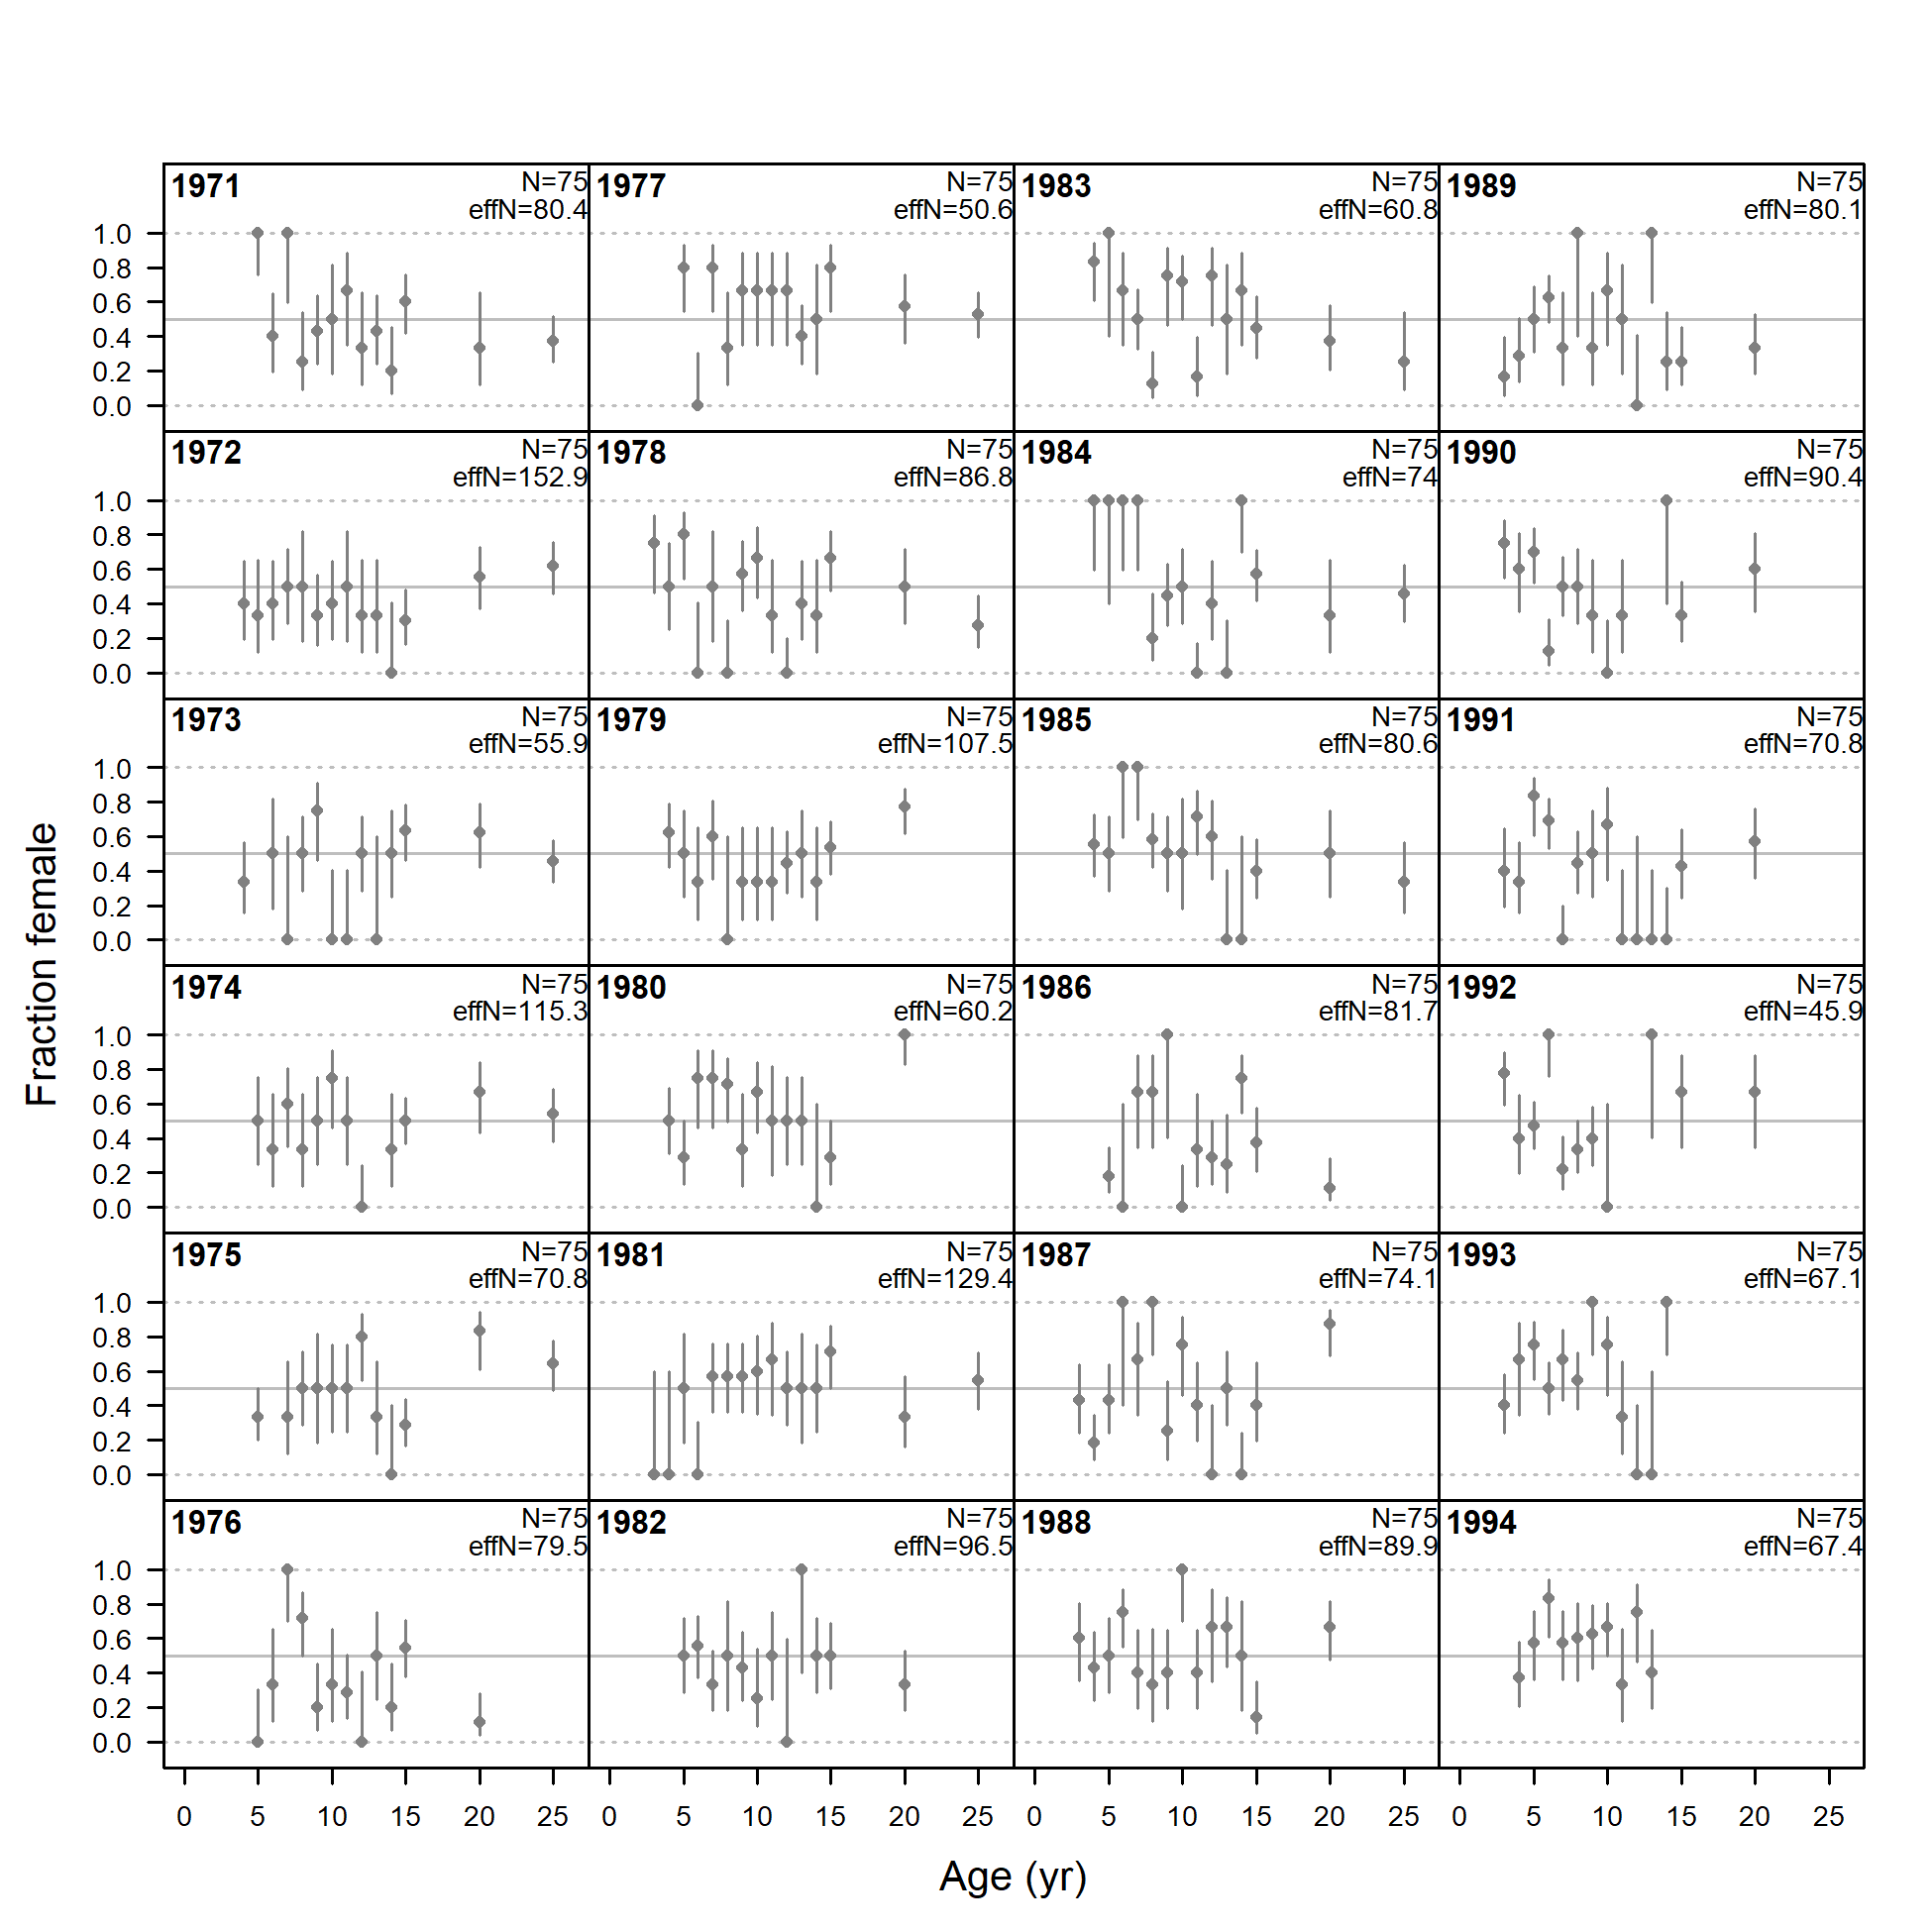 1971 N=75 1977 N=75 1983 N=75 1989 N=75
effN=80.4 effN=50.6 effN=60.8 effN=80.1
1.0
0.8
0.6
0.4
0.2
0.0
1972 N=75 1978 N=75 1984 N=75 1990 N=75
effN=152.9 effN=86.8 effN=74 effN=90.4
1.0
0.8
0.6
0.4
0.2
0.0
1973 N=75 1979 N=75 1985 N=75 1991 N=75
effN=55.9 effN=107.5 effN=80.6 effN=70.8
1.0
0.8
0.6
0.4
0.2
0.0
Fraction female
1974 N=75 1980 N=75 1986 N=75 1992 N=75
effN=115.3 effN=60.2 effN=81.7 effN=45.9
1.0
0.8
0.6
0.4
0.2
0.0
1975 N=75 1981 N=75 1987 N=75 1993 N=75
effN=70.8 effN=129.4 effN=74.1 effN=67.1
1.0
0.8
0.6
0.4
0.2
0.0
1976 N=75 1982 N=75 1988 N=75 1994 N=75
effN=79.5 effN=96.5 effN=89.9 effN=67.4
1.0
0.8
0.6
0.4
0.2
0.0
0 5 10 15 20 25 0 5 10 15 20 25 0 5 10 15 20 25 0 5 10 15 20 25
Age (yr)